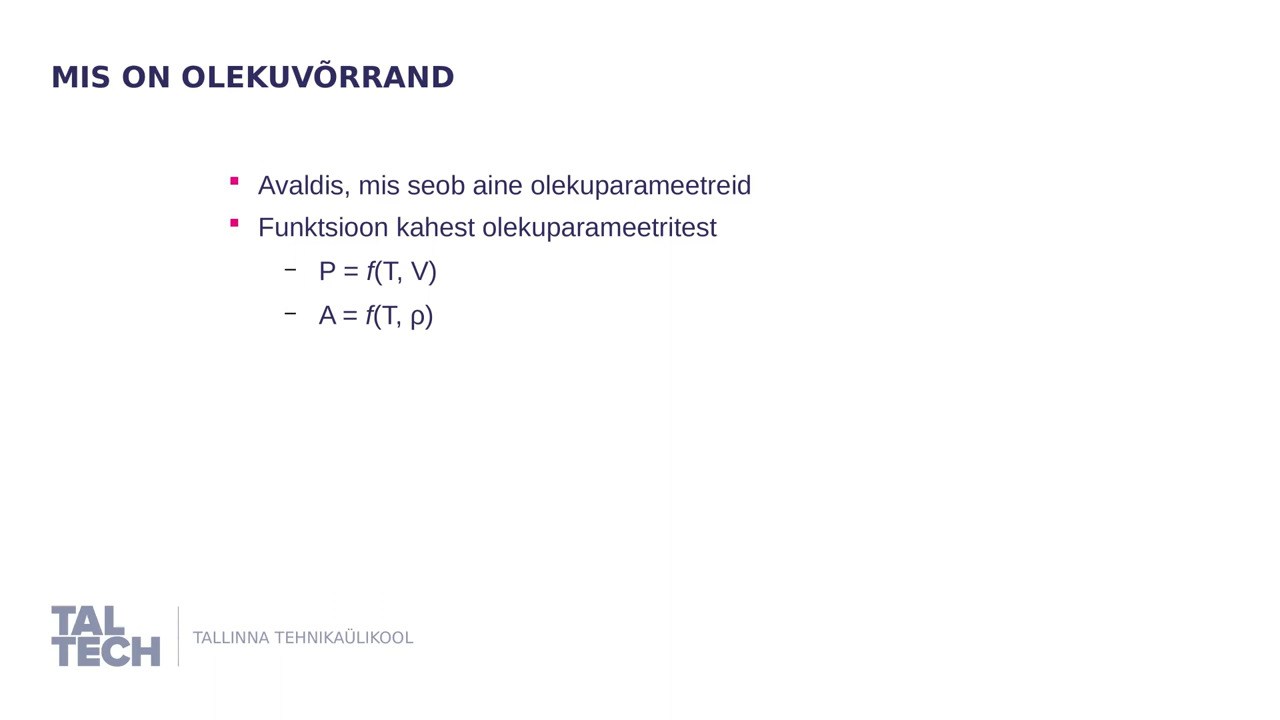 MIS ON OLEKUVÕRRAND
Avaldis, mis seob aine olekuparameetreid
Funktsioon kahest olekuparameetritest
P = f(T, V)
A = f(T, ρ)
TAL
TECH
TALLINNA TEHNIKAÜLIKOOL